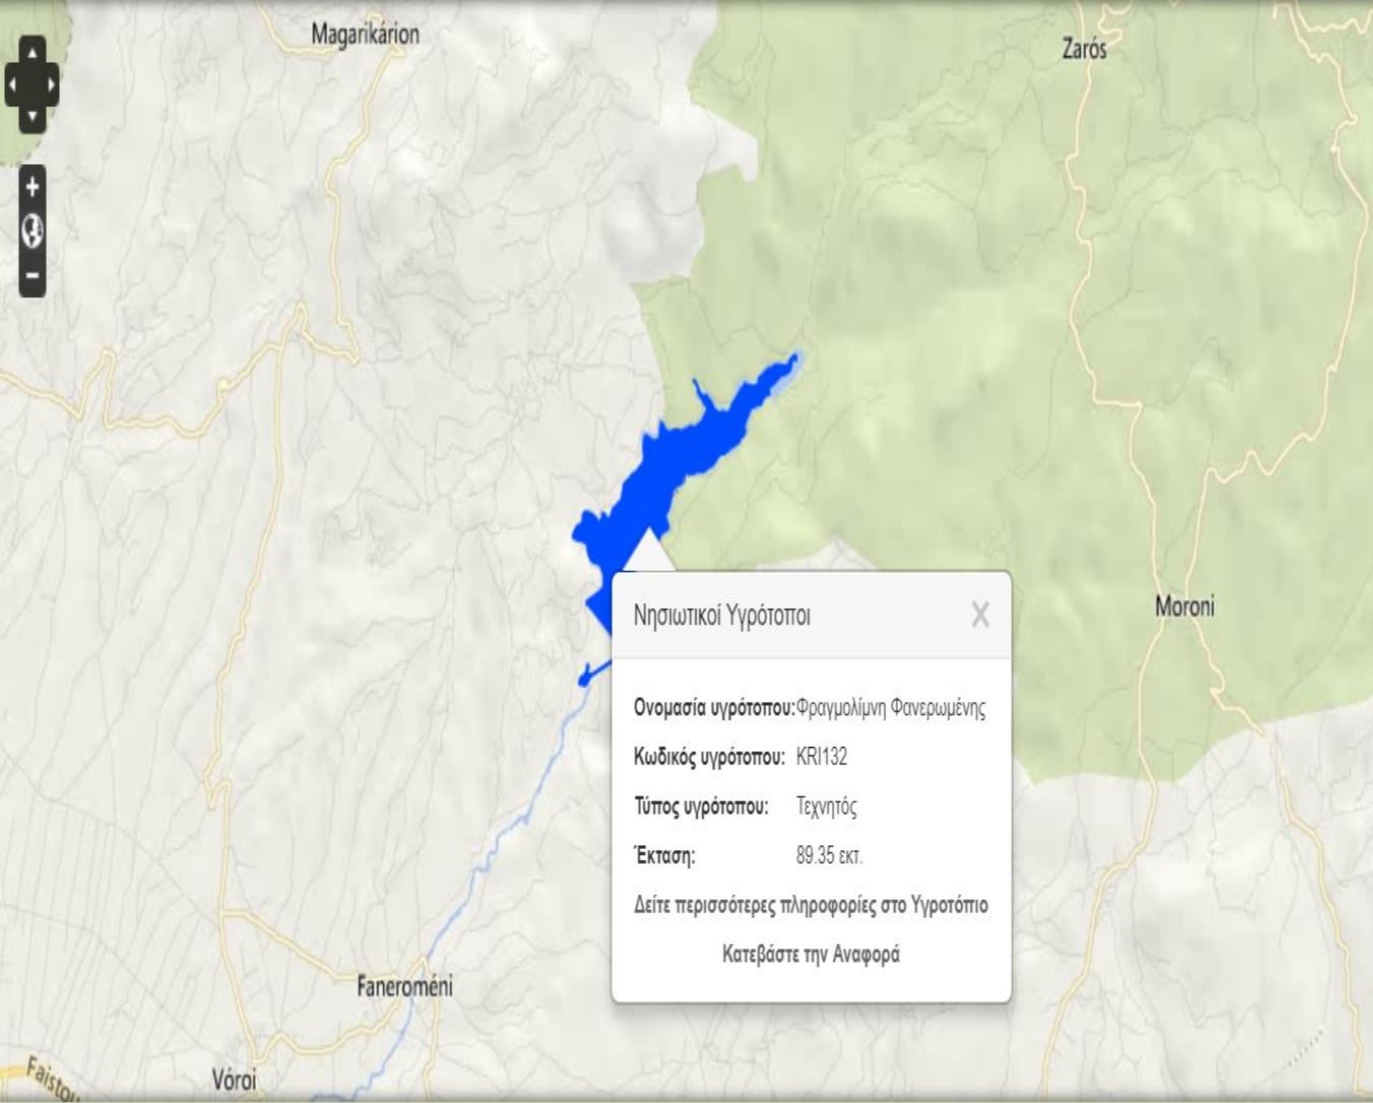 Magarikárion
Zarós
Moroni
Νησιωτικοί Υγρότοποι X
Ονομασία υγρότοπου: Φραγμολίμνη Φανερωμένης
Κωδικός υγρότοπου: KRI132
Τύπος υγρότοπου: Τεχνητός
Έκταση: 89.35 εκτ.
Δείτε περισσότερες πληροφορίες στο Υγροτόπιο
Κατεβάστε την Αναφορά
Faneroméni
Vóroi